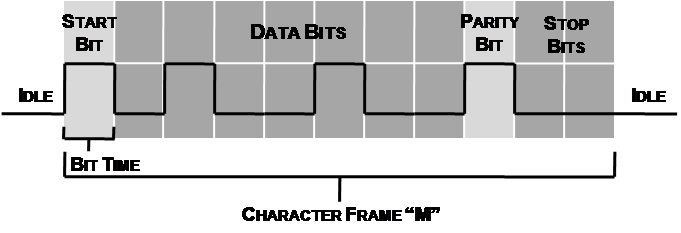 START
BIT
DATA BITS
PARITY
BIT
STOP
BITS
IDLE
IDLE
BIT TIME
CHARACTER FRAME “M”